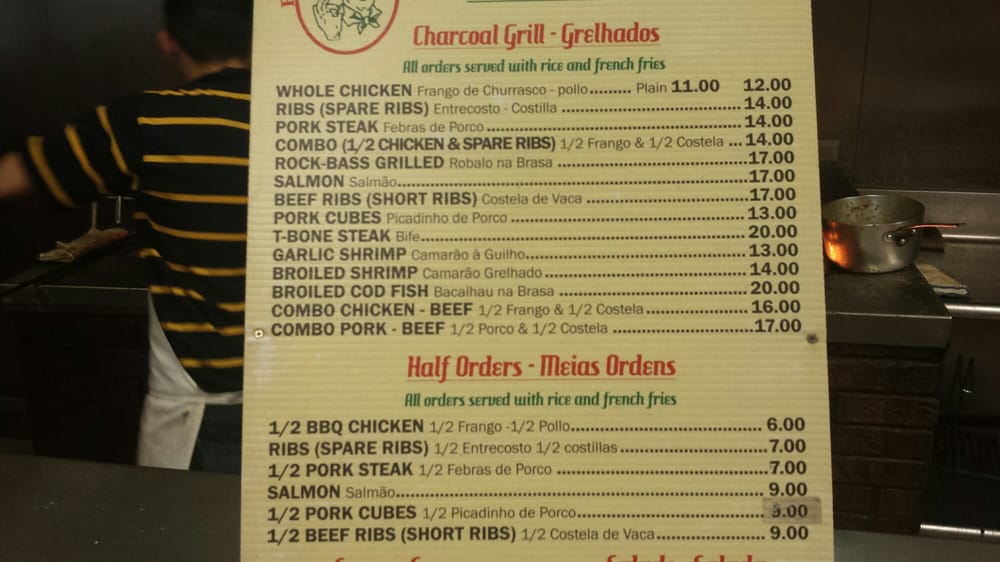 Charcoal Grill - Grelhados
All orders served with rice and french fries
WHOLE CHICKEN Frango de Churrasco - pollo......... Plain 11.00 12.00
RIBS (SPARE RIBS) Entrecosto - Costilla ........ 14.00
PORK STEAK Febras de Porco ........ 14.00
COMBO (1/2 CHICKEN & SPARE RIBS) 1/2 Frango & 1/2 Costela ... 14.00
ROCK-BASS GRILLED Robalo na Brasa ........ 17.00
SALMON Salmão........ 17.00
BEEF RIBS (SHORT RIBS) Costela de Vaca ........ 17.00
PORK CUBES Picadinho de Porco ........ 13.00
T-BONE STEAK Bife........ 20.00
GARLIC SHRIMP Camarão à Guilho........ 13.00
BROILED SHRIMP Camarão Grelhado ........ 14.00
BROILED COD FISH Bacalhau na Brasa ........ 20.00
COMBO CHICKEN - BEEF 1/2 Frango & 1/2 Costela ........ 16.00
COMBO PORK - BEEF 1/2 Porco & 1/2 Costela ........ 17.00
Half Orders - Meias Ordens
All orders served with rice and french fries
1/2 BBQ CHICKEN 1/2 Frango -1/2 Pollo........ 6.00
RIBS (SPARE RIBS) 1/2 Entrecosto 1/2 costillas ........ 7.00
1/2 PORK STEAK 1/2 Febras de Porco ........ 7.00
SALMON Salmão........ 9.00
1/2 PORK CUBES 1/2 Picadinho de Porco........ 9.00
1/2 BEEF RIBS (SHORT RIBS) 1/2 Costela de Vaca........ 9.00